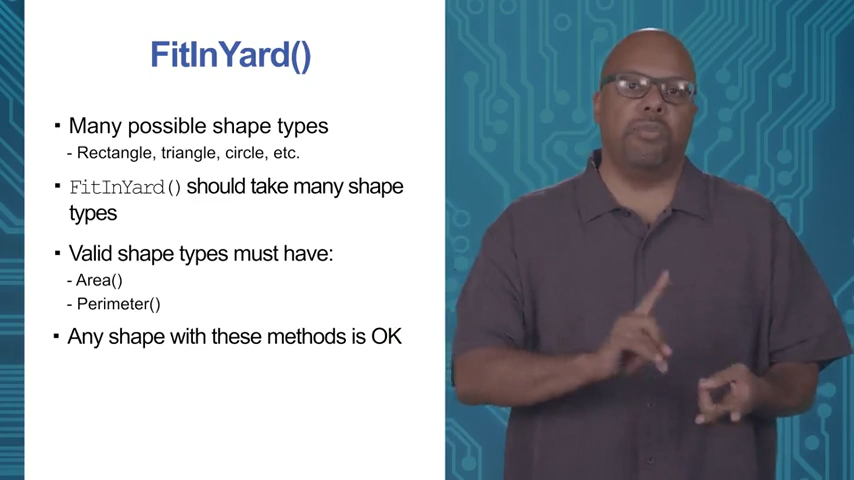 FitInYard()
▪ Many possible shape types
- Rectangle, triangle, circle, etc.
▪ FitInYard() should take many shape
types
▪ Valid shape types must have:
- Area()
- Perimeter()
▪ Any shape with these methods is OK